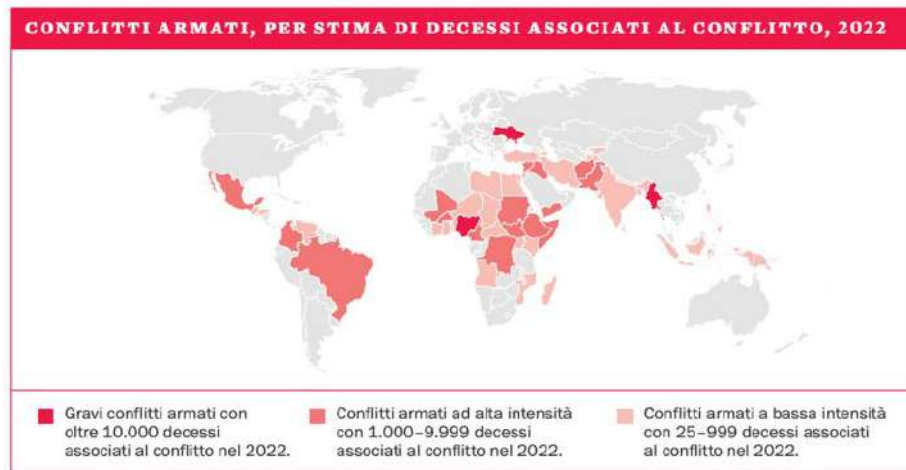 CONFLITTI ARMATI, PER STIMA DI DECESSI ASSOCIATI AL CONFLITTO, 2022
Gravi conflitti armati con
oltre 10.000 decessi
associati al conflitto nel 2022.
Conflitti armati ad alta intensità
con 1.000–9.999 decessi
associati al conflitto nel 2022.
Conflitti armati a bassa intensità
con 25–999 decessi associati
al conflitto nel 2022.